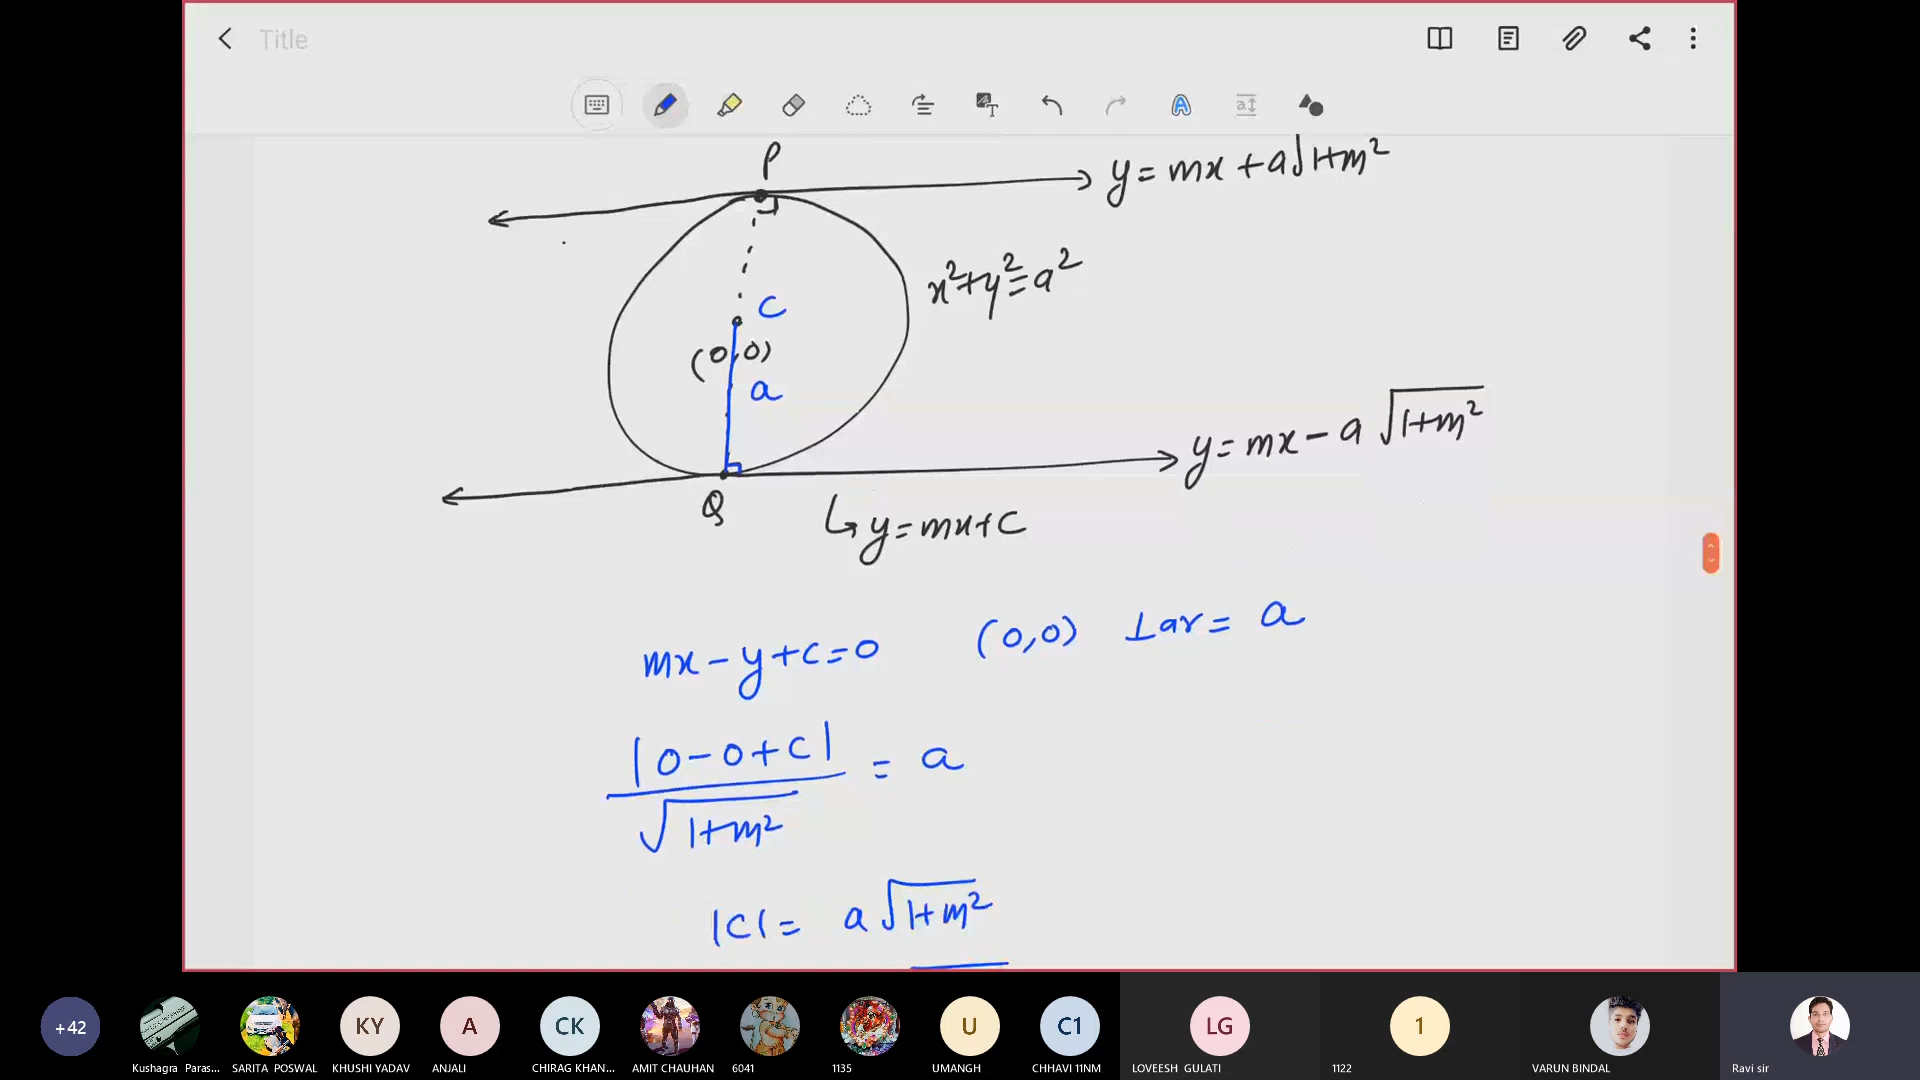 Title
P
y = mx + a√1+m²
x²+y²=a²
C
(0,0)
a
y = mx - a √1+m²
Q
↳ y = mx+c
mx - y + c = 0 (0,0) ⊥ar = a
|0-0+c| / √1+m² = a
|c| = a √1+m²
+42 KY A CK U C1 LG 1
Kushagra Paras... SARITA POSWAL KHUSHI YADAV ANJALI CHIRAG KHAN... AMIT CHAUHAN 6041 1135 UMANGH CHHAVI 11NM LOVEESH GULATI 1122 VARUN BINDAL Ravi sir